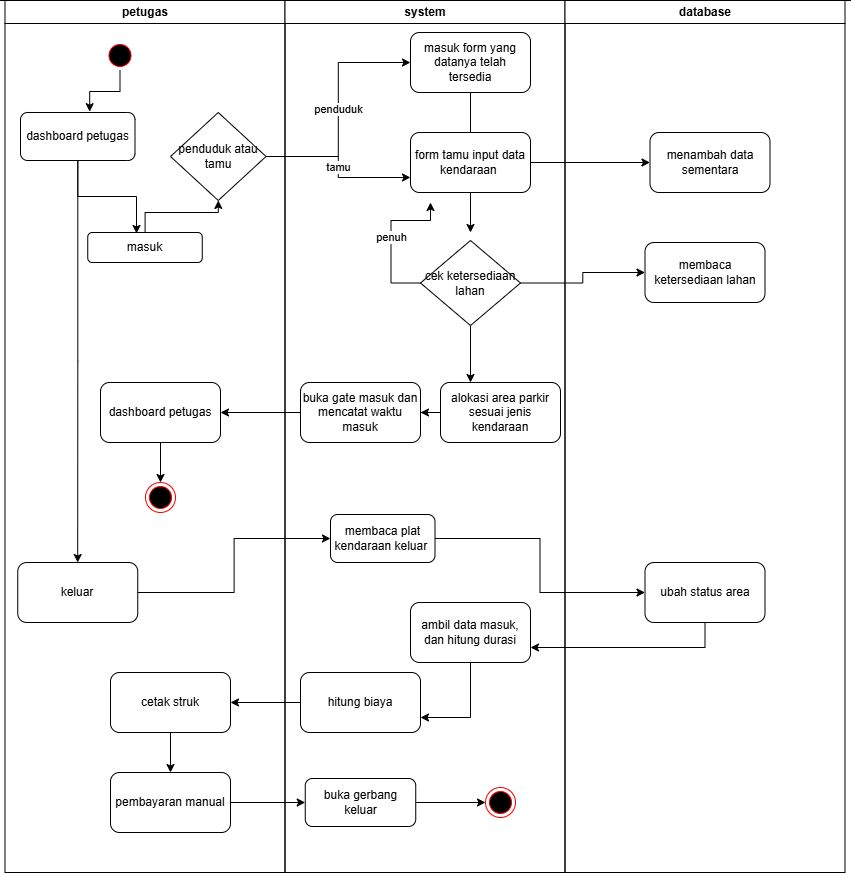 petugas
system
database
masuk form yang
datanya telah
tersedia
penduduk
dashboard petugas
penduduk atau
tamu
form tamu input data
kendaraan
menambah data
sementara
tamu
masuk
penuh
cek ketersediaan
lahan
membaca
ketersediaan lahan
dashboard petugas
buka gate masuk dan
mencatat waktu
masuk
alokasi area parkir
sesuai jenis
kendaraan
membaca plat
kendaraan keluar
keluar
ubah status area
ambil data masuk,
dan hitung durasi
cetak struk
hitung biaya
pembayaran manual
buka gerbang
keluar